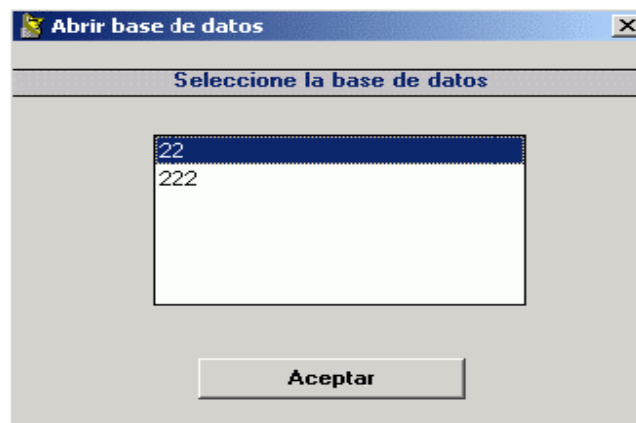 Abrir base de datos
Seleccione la base de datos
22
222
Aceptar